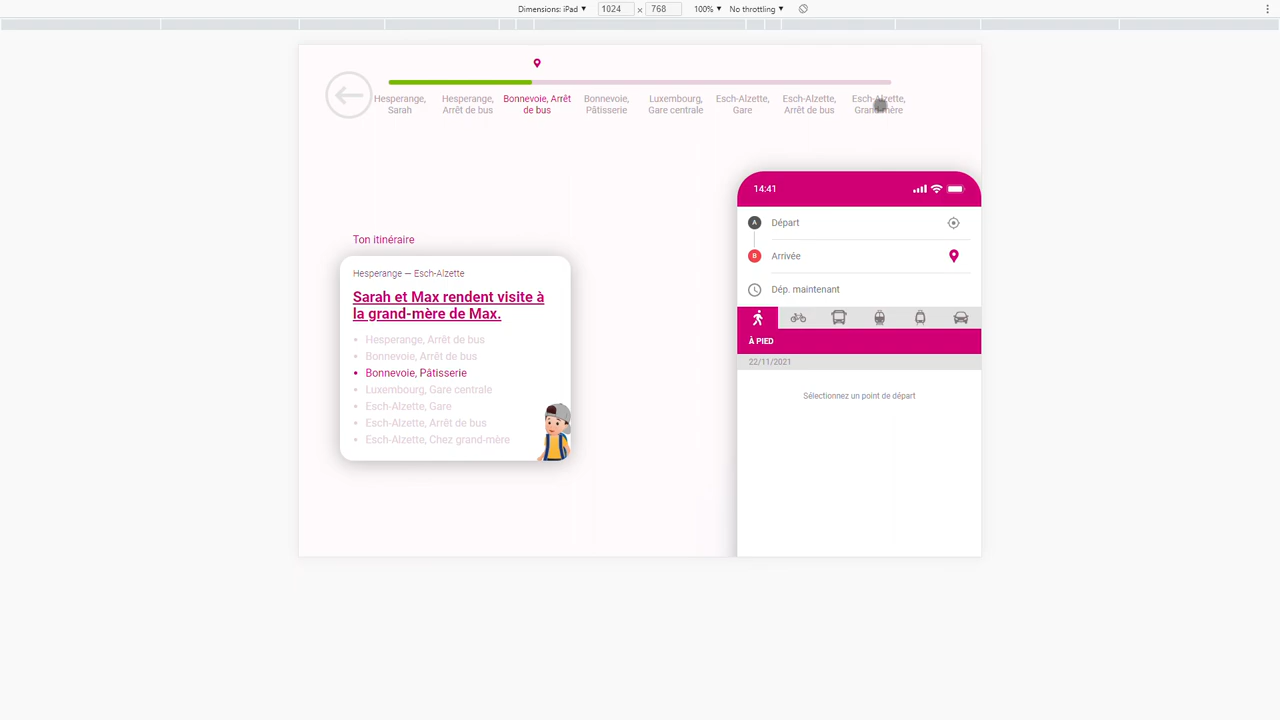 Dimensions: iPad ▼ 1024 × 768 100% ▼ No throttling ▼
Hesperange, Sarah
Hesperange, Arrêt de bus
Bonnevoie, Arrêt de bus
Bonnevoie, Pâtisserie
Luxembourg, Gare centrale
Esch-Alzette, Gare
Esch-Alzette, Arrêt de bus
Esch-Alzette, Grand-mère
Ton itinéraire
Hesperange — Esch-Alzette
Sarah et Max rendent visite à
la grand-mère de Max.
• Hesperange, Arrêt de bus
• Bonnevoie, Arrêt de bus
• Bonnevoie, Pâtisserie
• Luxembourg, Gare centrale
• Esch-Alzette, Gare
• Esch-Alzette, Arrêt de bus
• Esch-Alzette, Chez grand-mère
14:41
A Départ
B Arrivée
Dép. maintenant
À PIED
22/11/2021
Sélectionnez un point de départ